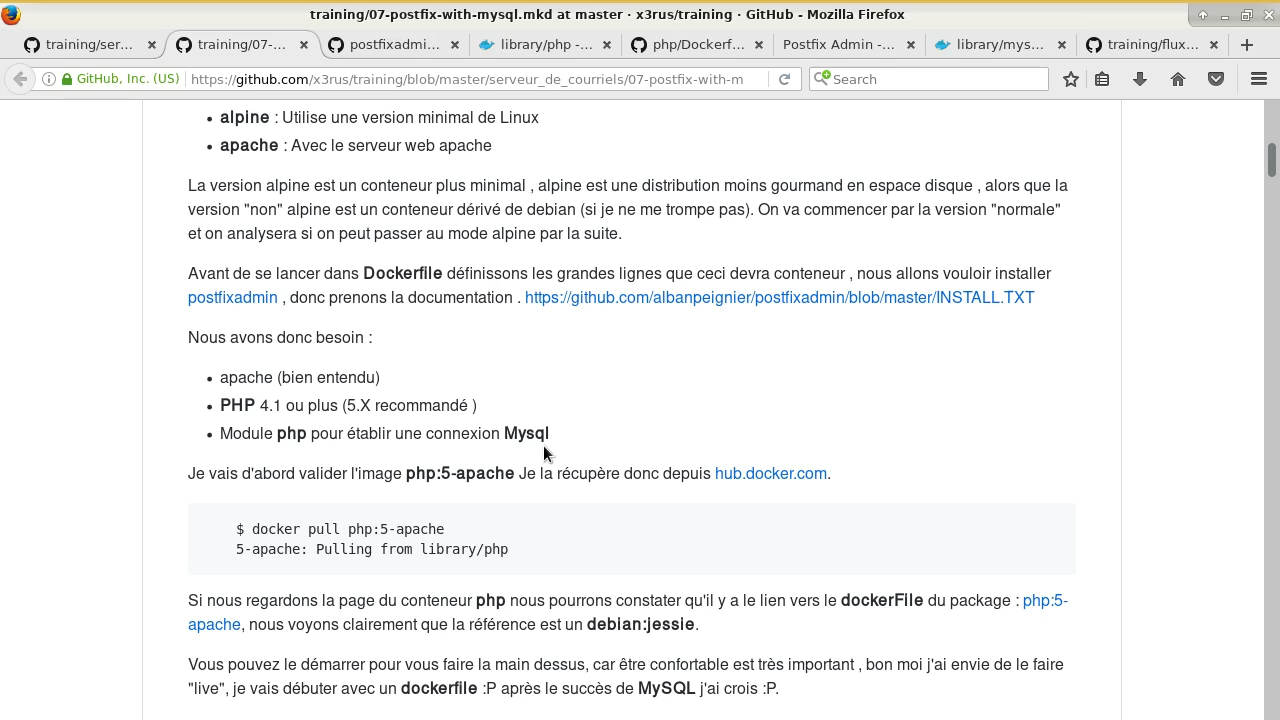 training/07-postfix-with-mysql.mkd at master · x3rus/training · GitHub - Mozilla Firefox
training/ser...
training/07-...
postfixadmi...
library/php -...
php/Dockerf...
Postfix Admin -...
library/mys...
training/flux...
GitHub, Inc. (US)
https://github.com/x3rus/training/blob/master/serveur_de_courriels/07-postfix-with-m
Search
• alpine : Utilise une version minimal de Linux
• apache : Avec le serveur web apache
La version alpine est un conteneur plus minimal , alpine est une distribution moins gourmand en espace disque , alors que la
version "non" alpine est un conteneur dérivé de debian (si je ne me trompe pas). On va commencer par la version "normale"
et on analysera si on peut passer au mode alpine par la suite.
Avant de se lancer dans Dockerfile définissons les grandes lignes que ceci devra conteneur , nous allons vouloir installer
postfixadmin , donc prenons la documentation . https://github.com/albanpeignier/postfixadmin/blob/master/INSTALL.TXT
Nous avons donc besoin :
• apache (bien entendu)
• PHP 4.1 ou plus (5.X recommandé )
• Module php pour établir une connexion Mysql
Je vais d'abord valider l'image php:5-apache Je la récupère donc depuis hub.docker.com.
$ docker pull php:5-apache
5-apache: Pulling from library/php
Si nous regardons la page du conteneur php nous pourrons constater qu'il y a le lien vers le dockerFile du package : php:5-
apache, nous voyons clairement que la référence est un debian:jessie.
Vous pouvez le démarrer pour vous faire la main dessus, car être confortable est très important , bon moi j'ai envie de le faire
"live", je vais débuter avec un dockerfile :P après le succès de MySQL j'ai crois :P.